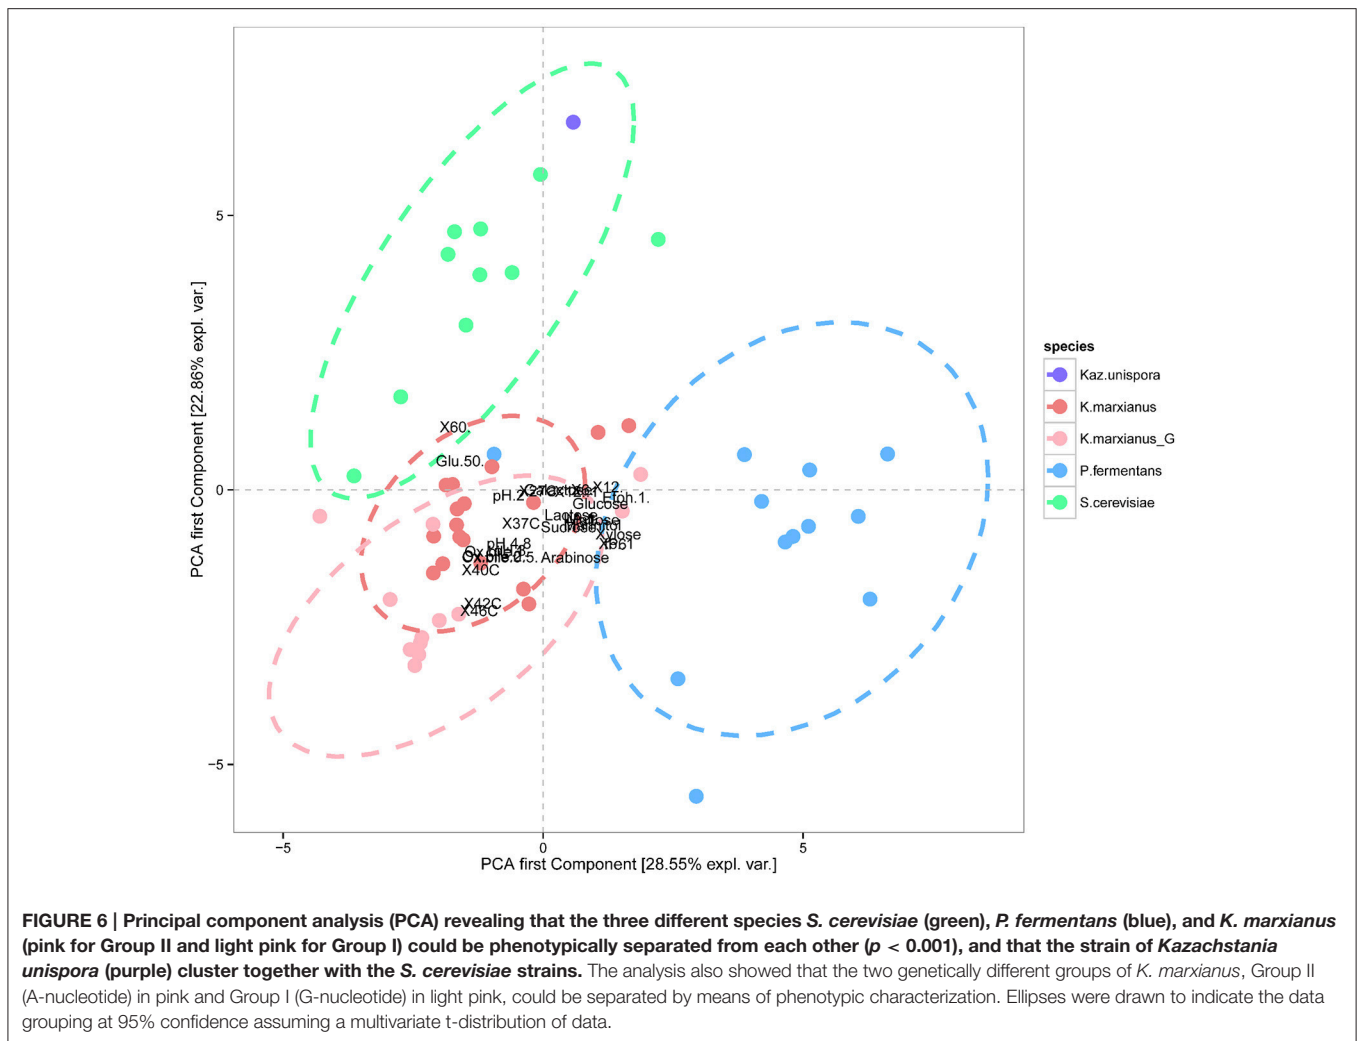 5
0
−5
PCA first Component [22.86% expl. var.]
X60.
Glu.50.
X12.
Etoh.1.
Glucose
pH.2
Lactose
X37C
Sucrose
Xylose
pH.4.8
Arabinose
X40C
X42C
X46C
−5
0
5
PCA first Component [28.55% expl. var.]
species
Kaz.unispora
K.marxianus
K.marxianus_G
P.fermentans
S.cerevisiae
FIGURE 6 | Principal component analysis (PCA) revealing that the three different species S. cerevisiae (green), P. fermentans (blue), and K. marxianus
(pink for Group II and light pink for Group I) could be phenotypically separated from each other (p < 0.001), and that the strain of Kazachstania
unispora (purple) cluster together with the S. cerevisiae strains. The analysis also showed that the two genetically different groups of K. marxianus, Group II
(A-nucleotide) in pink and Group I (G-nucleotide) in light pink, could be separated by means of phenotypic characterization. Ellipses were drawn to indicate the data
grouping at 95% confidence assuming a multivariate t-distribution of data.